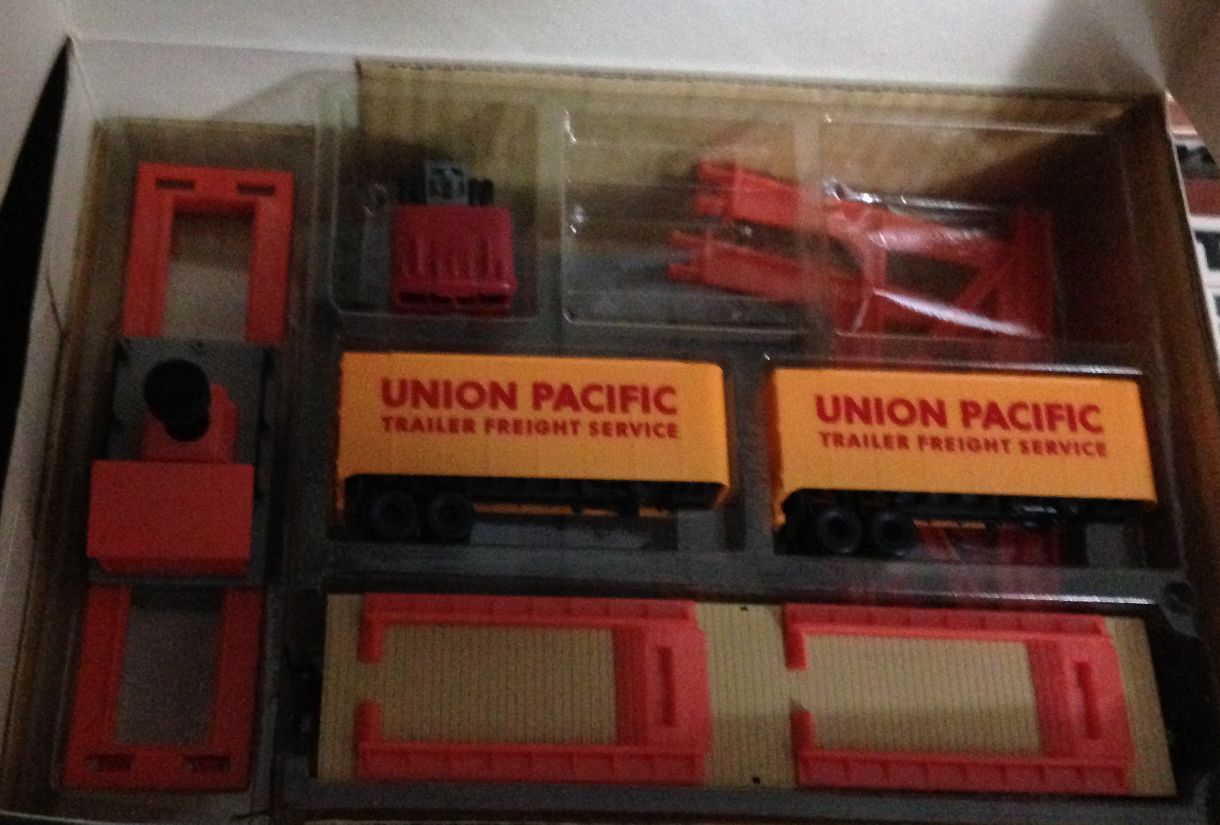 UNION PACIFIC
TRAILER FREIGHT SERVICE
UNION PACIFIC
TRAILER FREIGHT SERVICE